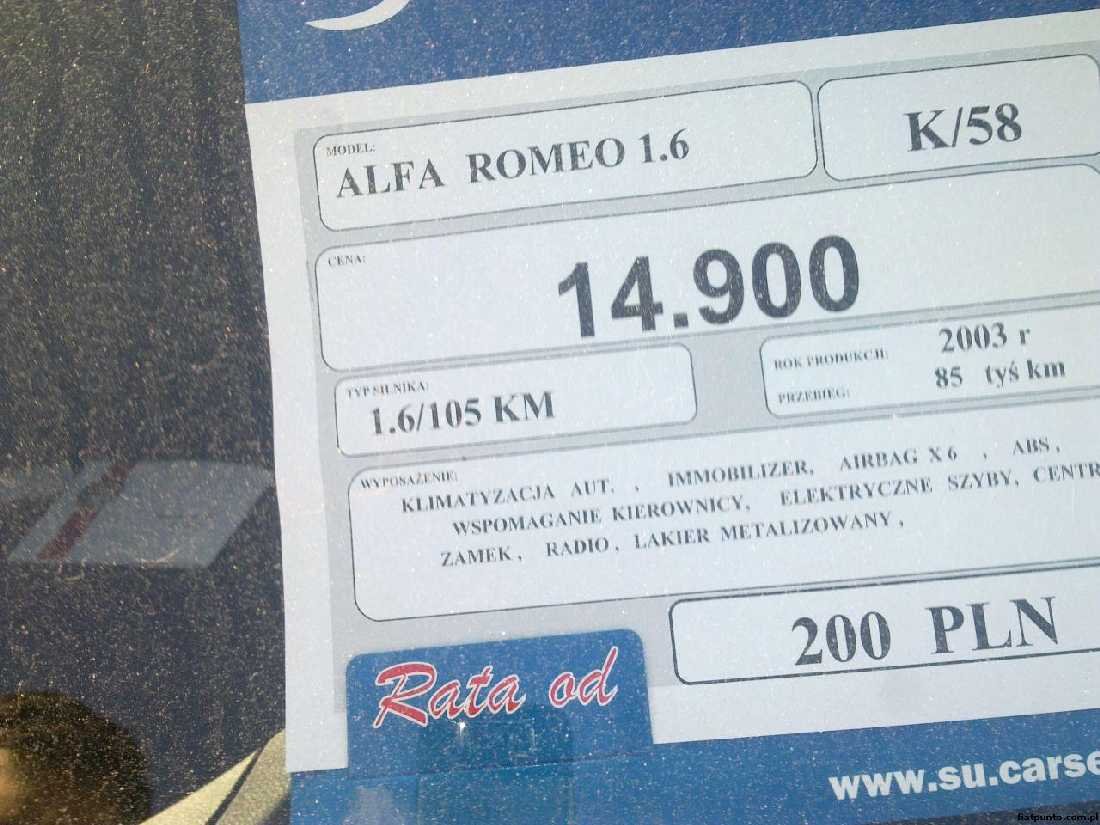 MODEL:
ALFA ROMEO 1.6
K/58
CENA:
14.900
TYP SILNIKA:
1.6/105 KM
ROK PRODUKCJI: 2003 r
PRZEBIEG: 85 tyś km
WYPOSAŻENIE:
KLIMATYZACJA AUT. , IMMOBILIZER, AIRBAG X 6 , ABS,
WSPOMAGANIE KIEROWNICY, ELEKTRYCZNE SZYBY, CENTR
ZAMEK, RADIO, LAKIER METALIZOWANY,
Rata od
200 PLN
www.su.carse
fiatpunto.com.pl